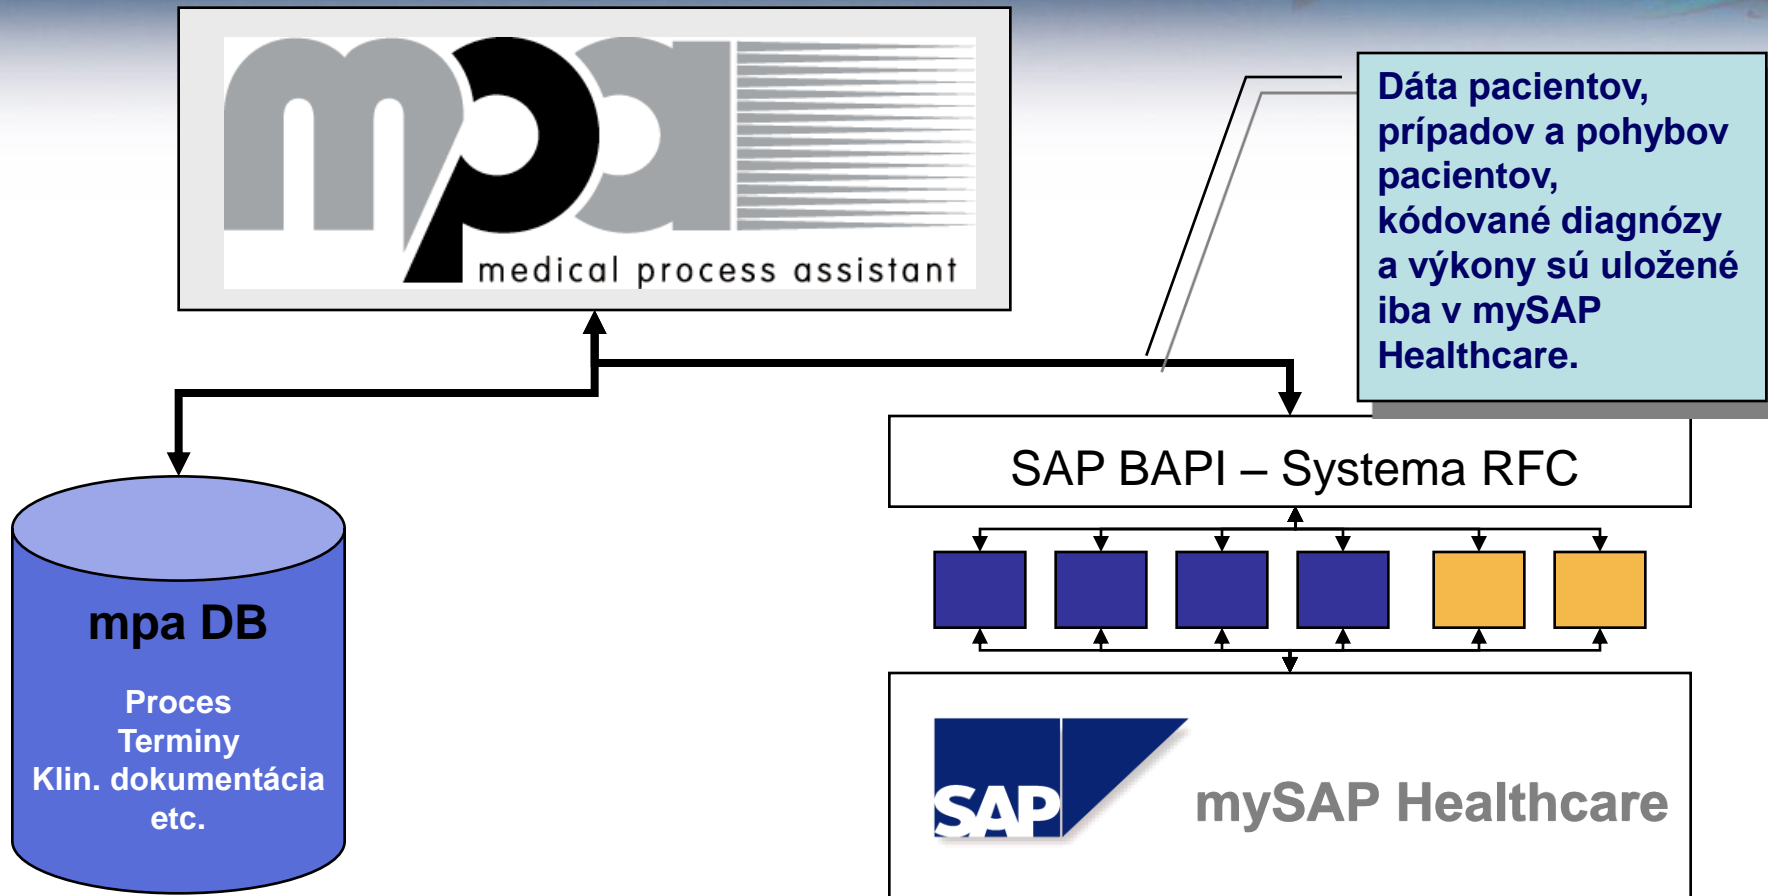 mpa
medical process assistant
Dáta pacientov,
prípadov a pohybov
pacientov,
kódované diagnózy
a výkony sú uložené
iba v mySAP
Healthcare.
SAP BAPI – Systema RFC
mpa DB
Proces
Terminy
Klin. dokumentácia
etc.
SAP
mySAP Healthcare